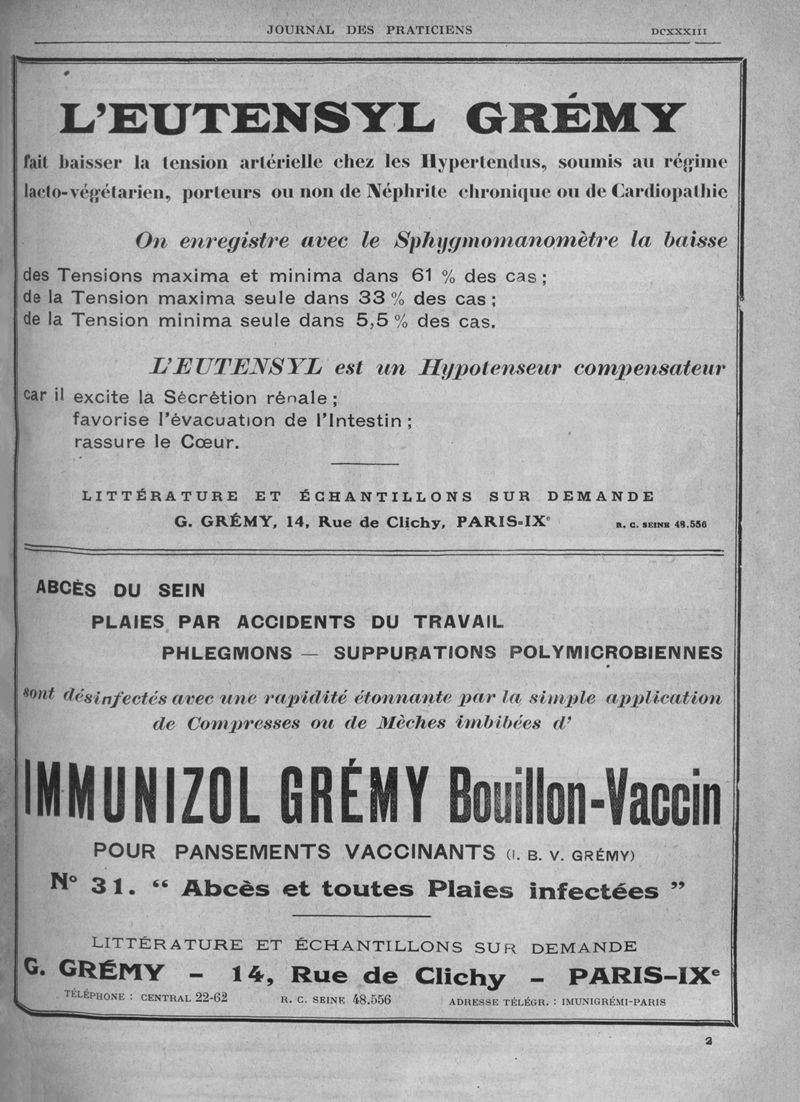 JOURNAL DES PRATICIENS
DCXXXIII
L'EUTENSYL GRÉMY
fait baisser la tension artérielle chez les Hypertendus, soumis au régime
lacto-végétarien, porteurs ou non de Néphrite chronique ou de Cardiopathie
On enregistre avec le Sphygmomanomètre la baisse
des Tensions maxima et minima dans 61 % des cas ;
de la Tension maxima seule dans 33 % des cas ;
de la Tension minima seule dans 5,5 % des cas.
L'EUTENSYL est un Hypotenseur compensateur
car il excite la Sécrétion rénale ;
favorise l'évacuation de l'Intestin ;
rassure le Cœur.
LITTÉRATURE ET ÉCHANTILLONS SUR DEMANDE
G. GRÉMY, 14, Rue de Clichy, PARIS-IXe R. C. SEINE 48.556
ABCÈS DU SEIN
PLAIES PAR ACCIDENTS DU TRAVAIL
PHLEGMONS — SUPPURATIONS POLYMICROBIENNES
sont désinfectés avec une rapidité étonnante par la simple application
de Compresses ou de Mèches imbibées d'
IMMUNIZOL GRÉMY Bouillon-Vaccin
POUR PANSEMENTS VACCINANTS (I. B. V. GRÉMY)
No 31. “ Abcès et toutes Plaies infectées ”
LITTÉRATURE ET ÉCHANTILLONS SUR DEMANDE
G. GRÉMY – 14, Rue de Clichy – PARIS-IXe
TÉLÉPHONE : CENTRAL 22-62 R. C. SEINE 48.556 ADRESSE TÉLÉGR. : IMUNIGRÉMI-PARIS
2